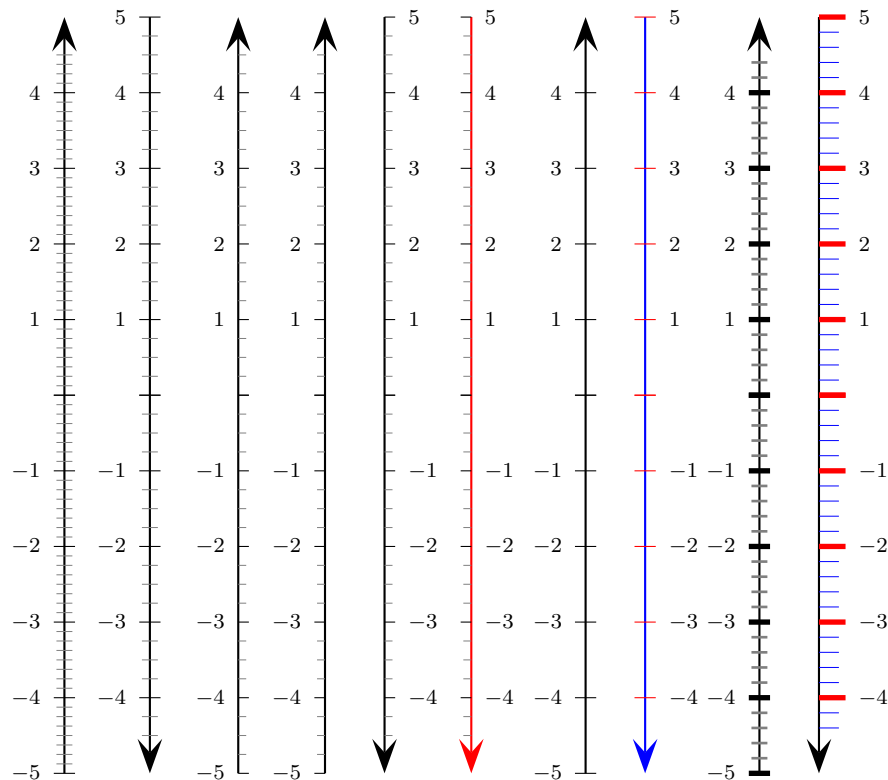 5 5 5 5 5
4 4 4 4 4 4 4 4 4 4
3 3 3 3 3 3 3 3 3 3
2 2 2 2 2 2 2 2 2 2
1 1 1 1 1 1 1 1 1 1
−1 −1 −1 −1 −1 −1 −1 −1 −1 −1
−2 −2 −2 −2 −2 −2 −2 −2 −2 −2
−3 −3 −3 −3 −3 −3 −3 −3 −3 −3
−4 −4 −4 −4 −4 −4 −4 −4 −4 −4
−5 −5 −5 −5 −5